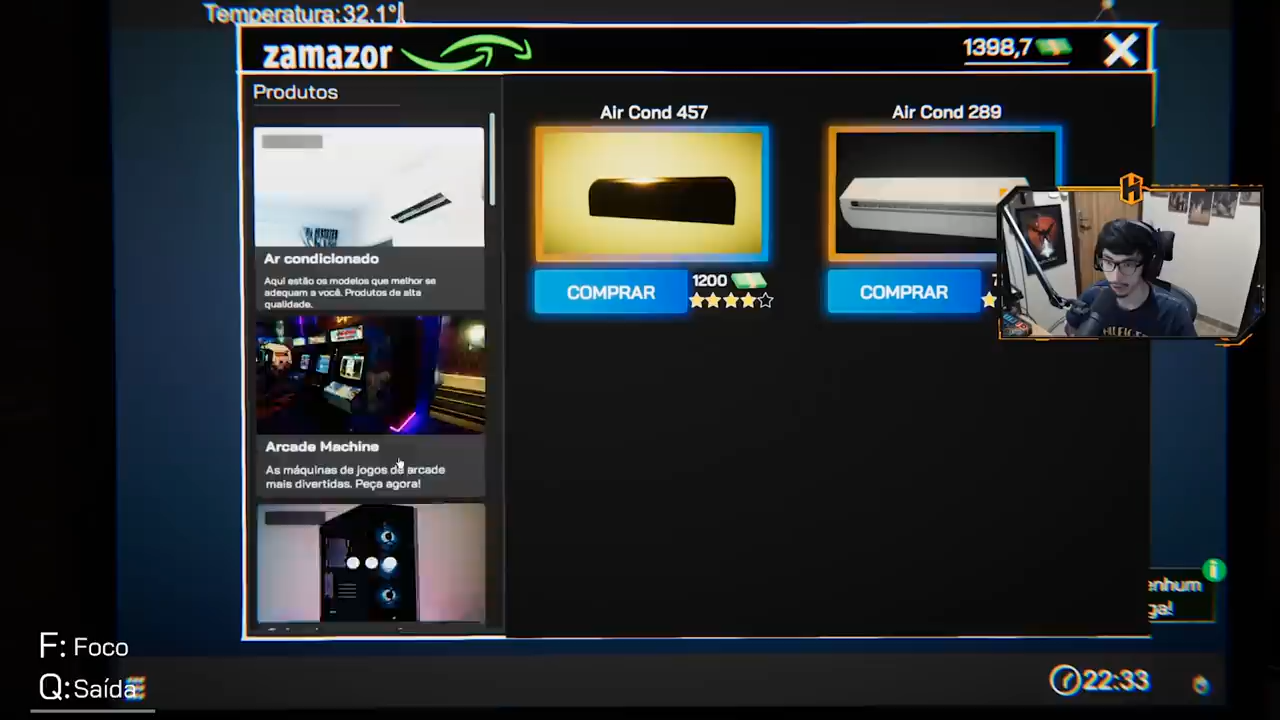 Temperatura:32,1°
zamazor
1398,7
Produtos
Ar condicionado
Aqui estão os modelos que melhor se
adequam a você. Produtos de alta
qualidade.
Arcade Machine
As máquinas de jogos de arcade
mais divertidas. Peça agora!
Air Cond 457
COMPRAR
1200
Air Cond 289
COMPRAR
F: Foco
Q: Saída
22:33